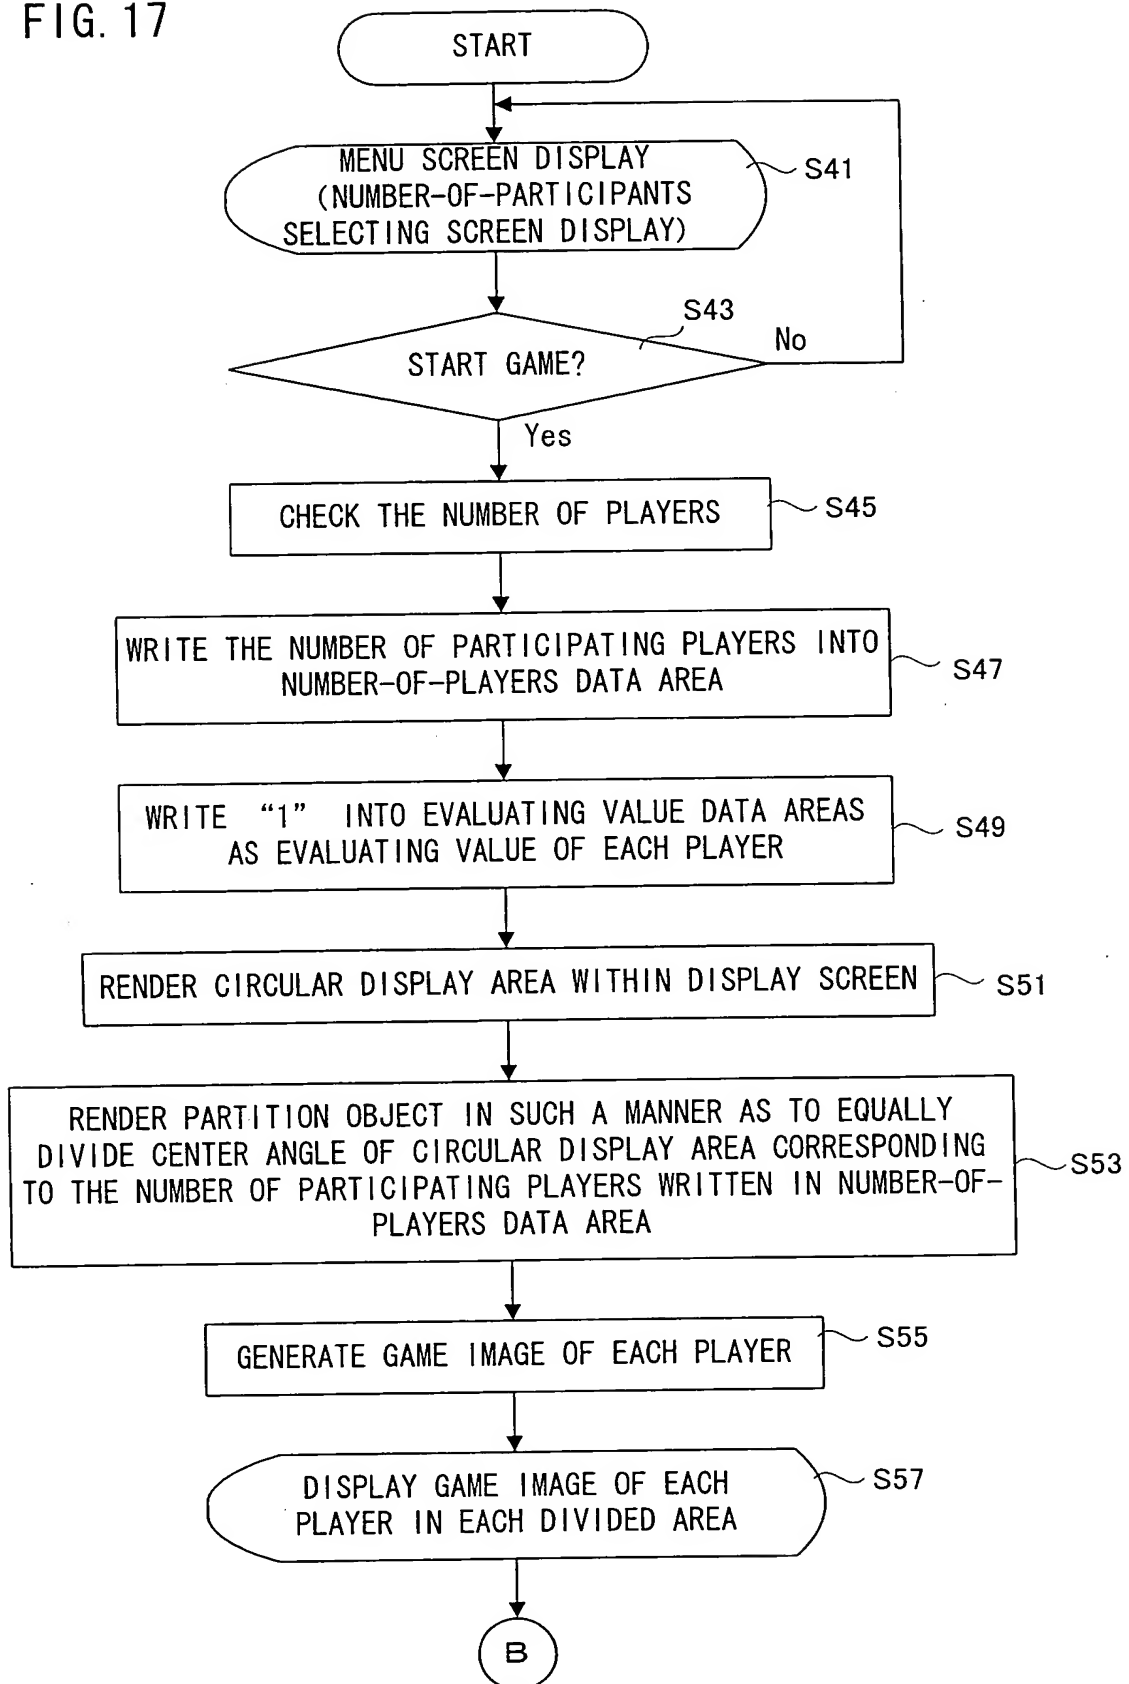 FIG. 17
START
MENU SCREEN DISPLAY
(NUMBER-OF-PARTICIPANTS
SELECTING SCREEN DISPLAY)
S41
S43
START GAME?
No
Yes
CHECK THE NUMBER OF PLAYERS
S45
WRITE THE NUMBER OF PARTICIPATING PLAYERS INTO
NUMBER-OF-PLAYERS DATA AREA
S47
WRITE “1” INTO EVALUATING VALUE DATA AREAS
AS EVALUATING VALUE OF EACH PLAYER
S49
RENDER CIRCULAR DISPLAY AREA WITHIN DISPLAY SCREEN
S51
RENDER PARTITION OBJECT IN SUCH A MANNER AS TO EQUALLY
DIVIDE CENTER ANGLE OF CIRCULAR DISPLAY AREA CORRESPONDING
TO THE NUMBER OF PARTICIPATING PLAYERS WRITTEN IN NUMBER-OF-
PLAYERS DATA AREA
S53
GENERATE GAME IMAGE OF EACH PLAYER
S55
DISPLAY GAME IMAGE OF EACH
PLAYER IN EACH DIVIDED AREA
S57
B